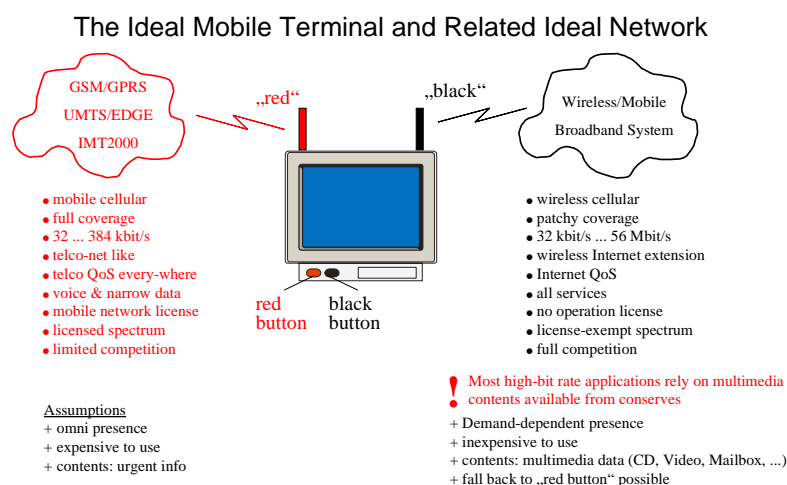 The Ideal Mobile Terminal and Related Ideal Network
GSM/GPRS
UMTS/EDGE
IMT2000
„red“
„black“
Wireless/Mobile
Broadband System
● mobile cellular
● full coverage
● 32 ... 384 kbit/s
● telco-net like
● telco QoS every-where
● voice & narrow data
● mobile network license
● licensed spectrum
● limited competition
red
button
black
button
● wireless cellular
● patchy coverage
● 32 kbit/s ... 56 Mbit/s
● wireless Internet extension
● Internet QoS
● all services
● no operation license
● license-exempt spectrum
● full competition
Assumptions
+ omni presence
+ expensive to use
+ contents: urgent info
! Most high-bit rate applications rely on multimedia
contents available from conserves
+ Demand-dependent presence
+ inexpensive to use
+ contents: multimedia data (CD, Video, Mailbox, ...)
+ fall back to „red button“ possible